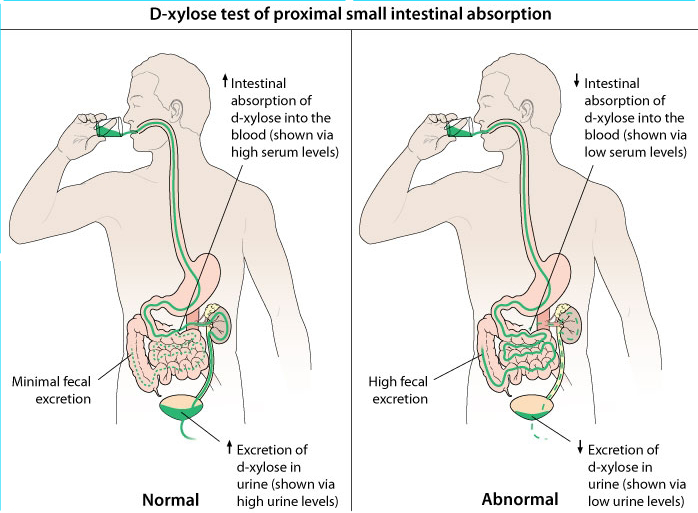 D-xylose test of proximal small intestinal absorption
↑ Intestinal
absorption of
d-xylose into the
blood (shown via
high serum levels)
Minimal fecal
excretion
↑ Excretion of
d-xylose in
urine (shown via
high urine levels)
Normal
↓ Intestinal
absorption of
d-xylose into the
blood (shown via
low serum levels)
High fecal
excretion
↓ Excretion of
d-xylose in
urine (shown via
low urine levels)
Abnormal